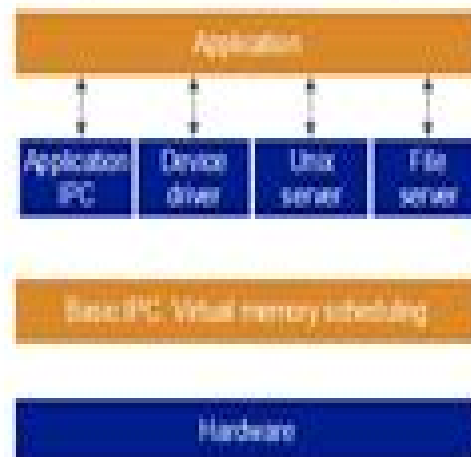 Application
Application
IPC
Device
driver
Unix
server
File
server
Basic IPC, Virtual memory scheduling
Hardware